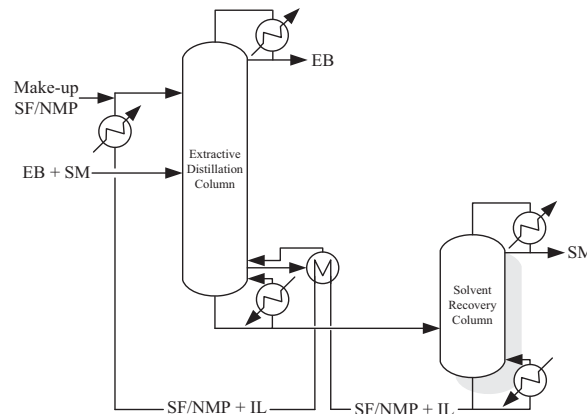 EB
Make-up
SF/NMP
Extractive
Distillation
Column
EB + SM
SM
Solvent
Recovery
Column
SF/NMP + IL
SF/NMP + IL